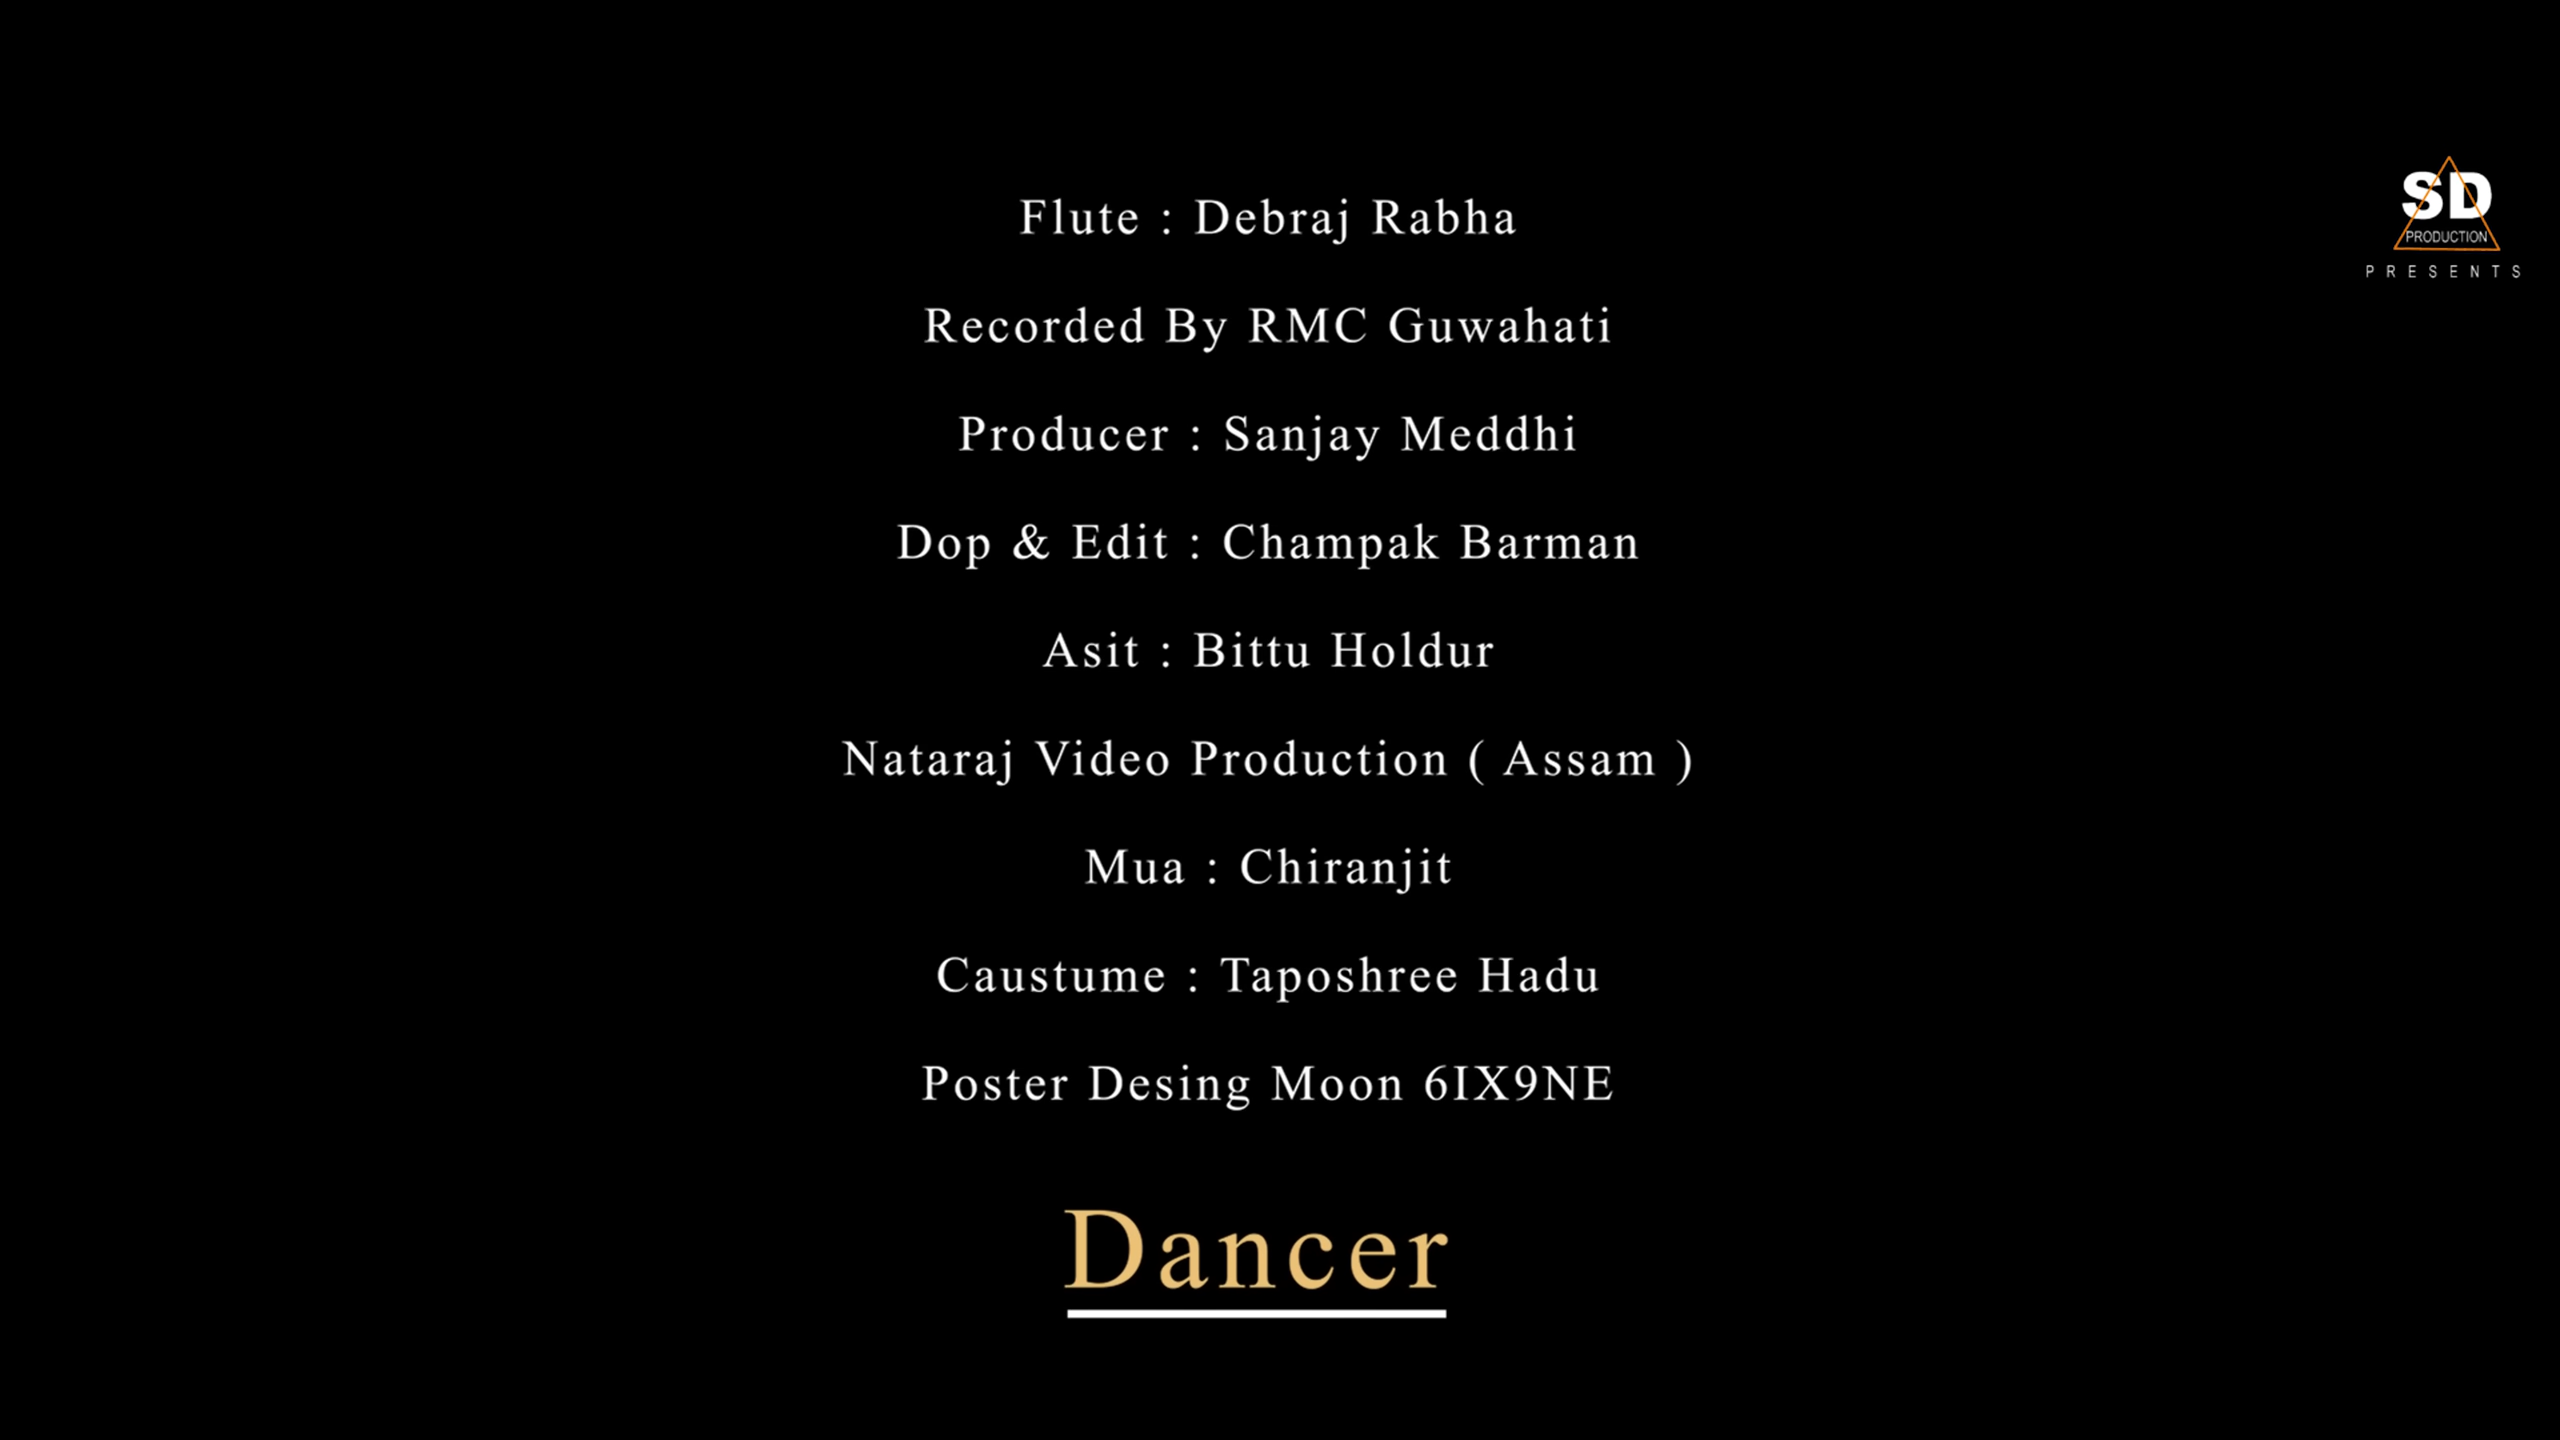 SD
PRODUCTION
PRESENTS
Flute : Debraj Rabha
Recorded By RMC Guwahati
Producer : Sanjay Meddhi
Dop & Edit : Champak Barman
Asit : Bittu Holdur
Nataraj Video Production ( Assam )
Mua : Chiranjit
Caustume : Taposhree Hadu
Poster Desing Moon 6IX9NE
Dancer